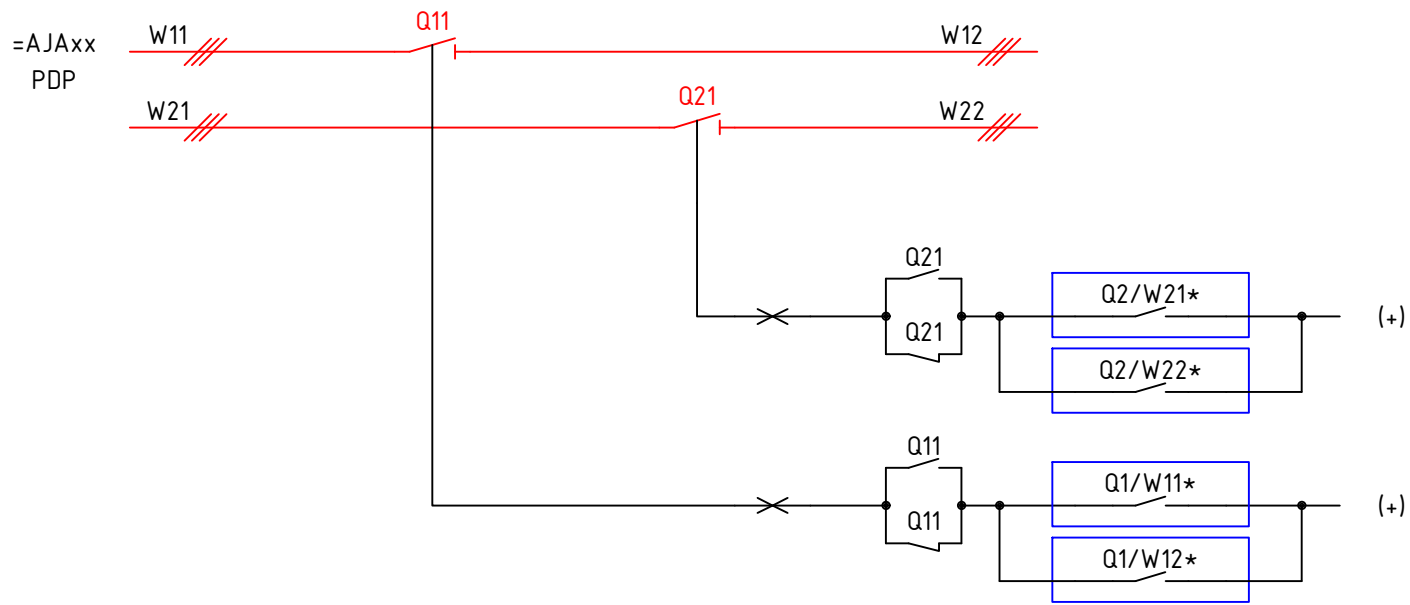 Q11
=AJAxx
W11
W12
PDP
Q21
W21
W22
Q21
Q2/W21*
(+)
Q21
Q2/W22*
Q11
Q1/W11*
(+)
Q11
Q1/W12*